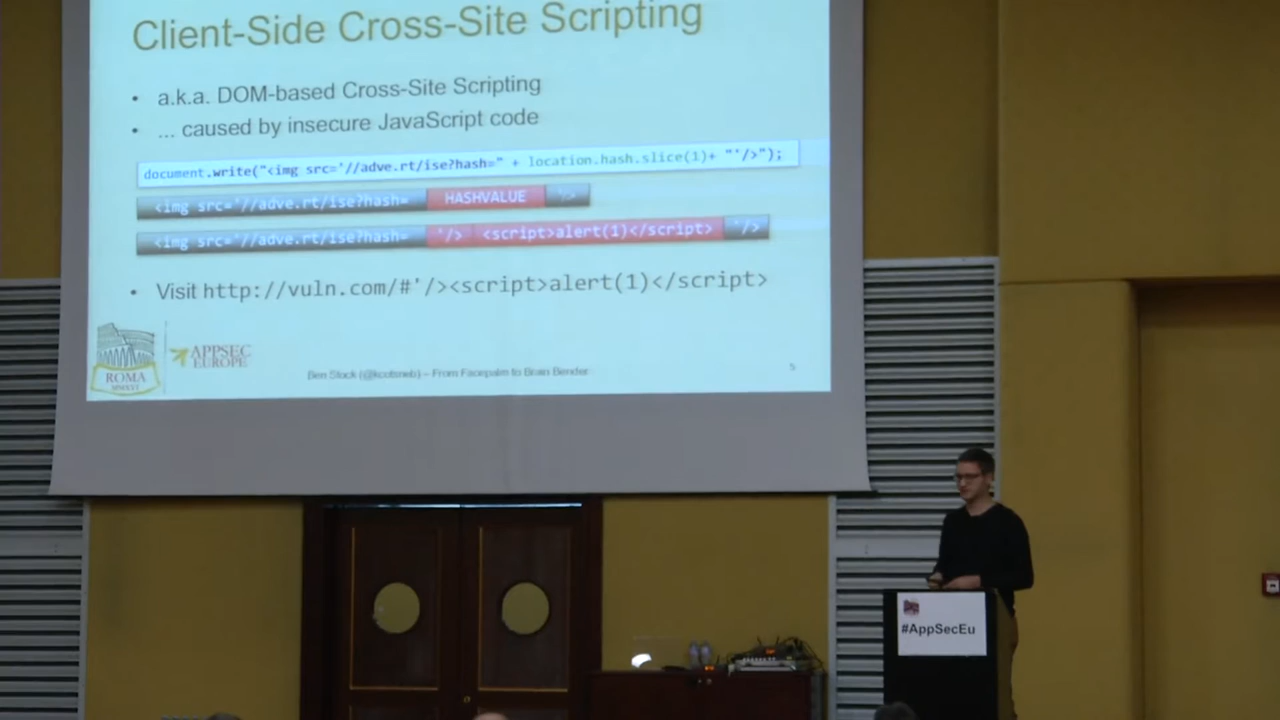 Client-Side Cross-Site Scripting
• a.k.a. DOM-based Cross-Site Scripting
• ... caused by insecure JavaScript code
document.write("<img src='//adve.rt/ise?hash=" + location.hash.slice(1)+ "'/>");
<img src='//adve.rt/ise?hash= HASHVALUE '/>
<img src='//adve.rt/ise?hash= '/> <script>alert(1)</script> '/>
• Visit http://vuln.com/#'/><script>alert(1)</script>
ROMA
MMXVI
APPSEC
EUROPE
Ben Stock (@kcotsneb) – From Facepalm to Brain Bender
5
#AppSecEu